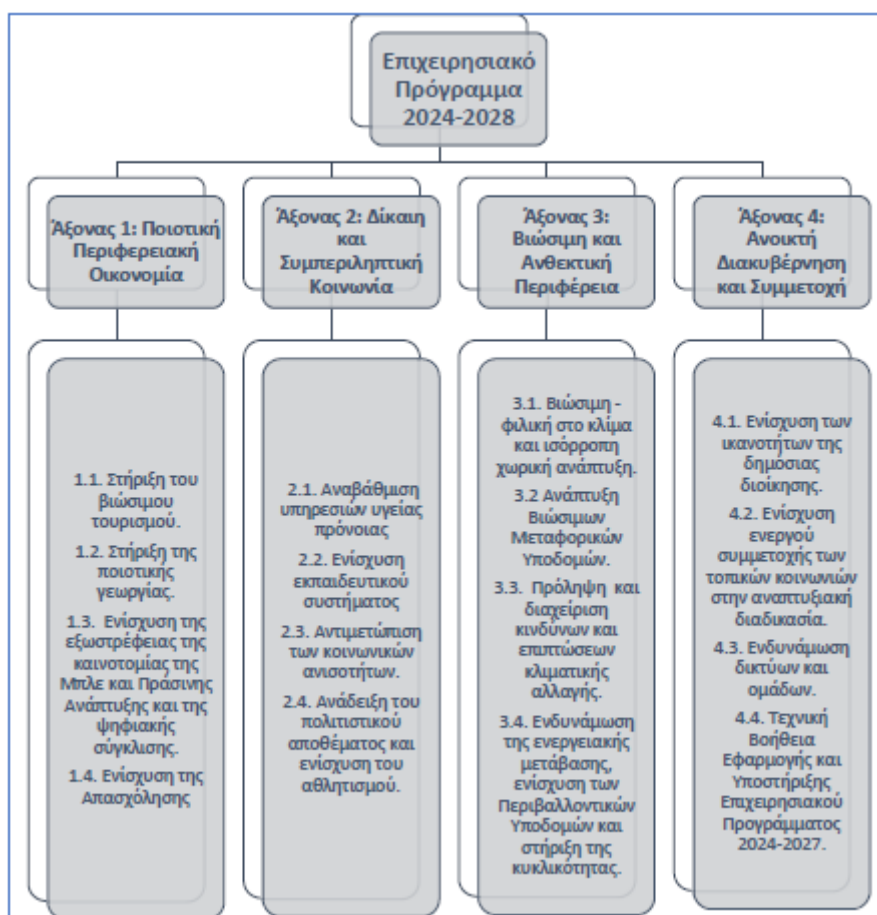 Επιχειρησιακό
Πρόγραμμα
2024-2028
Άξονας 1: Ποιοτική
Περιφερειακή
Οικονομία
Άξονας 2: Δίκαιη
και
Συμπεριληπτική
Κοινωνία
Άξονας 3:
Βιώσιμη και
Ανθεκτική
Περιφέρεια
Άξονας 4:
Ανοικτή
Διακυβέρνηση
και Συμμετοχή
1.1. Στήριξη του
βιώσιμου
τουρισμού.
1.2. Στήριξη της
ποιοτικής
γεωργίας.
1.3. Ενίσχυση της
εξωστρέφειας της
καινοτομίας της
Μπλε και Πράσινης
Ανάπτυξης και της
ψηφιακής
σύγκλισης.
1.4. Ενίσχυση της
Απασχόλησης
2.1. Αναβάθμιση
υπηρεσιών υγείας
πρόνοιας
2.2. Ενίσχυση
εκπαιδευτικού
συστήματος
2.3. Αντιμετώπιση
των κοινωνικών
ανισοτήτων.
2.4. Ανάδειξη του
πολιτιστικού
αποθέματος και
ενίσχυση του
αθλητισμού.
3.1. Βιώσιμη -
φιλική στο κλίμα
και ισόρροπη
χωρική ανάπτυξη.
3.2 Ανάπτυξη
Βιώσιμων
Μεταφορικών
Υποδομών.
3.3. Πρόληψη και
διαχείριση
κινδύνων και
επιπτώσεων
κλιματικής
αλλαγής.
3.4. Ενδυνάμωση
της ενεργειακής
μετάβασης,
ενίσχυση των
Περιβαλλοντικών
Υποδομών και
στήριξη της
κυκλικότητας.
4.1. Ενίσχυση των
ικανοτήτων της
δημόσιας
διοίκησης.
4.2. Ενίσχυση
ενεργού
συμμετοχής των
τοπικών κοινωνιών
στην αναπτυξιακή
διαδικασία.
4.3. Ενδυνάμωση
δικτύων και
ομάδων.
4.4. Τεχνική
Βοήθεια
Εφαρμογής και
Υποστήριξης
Επιχειρησιακού
Προγράμματος
2024-2027.